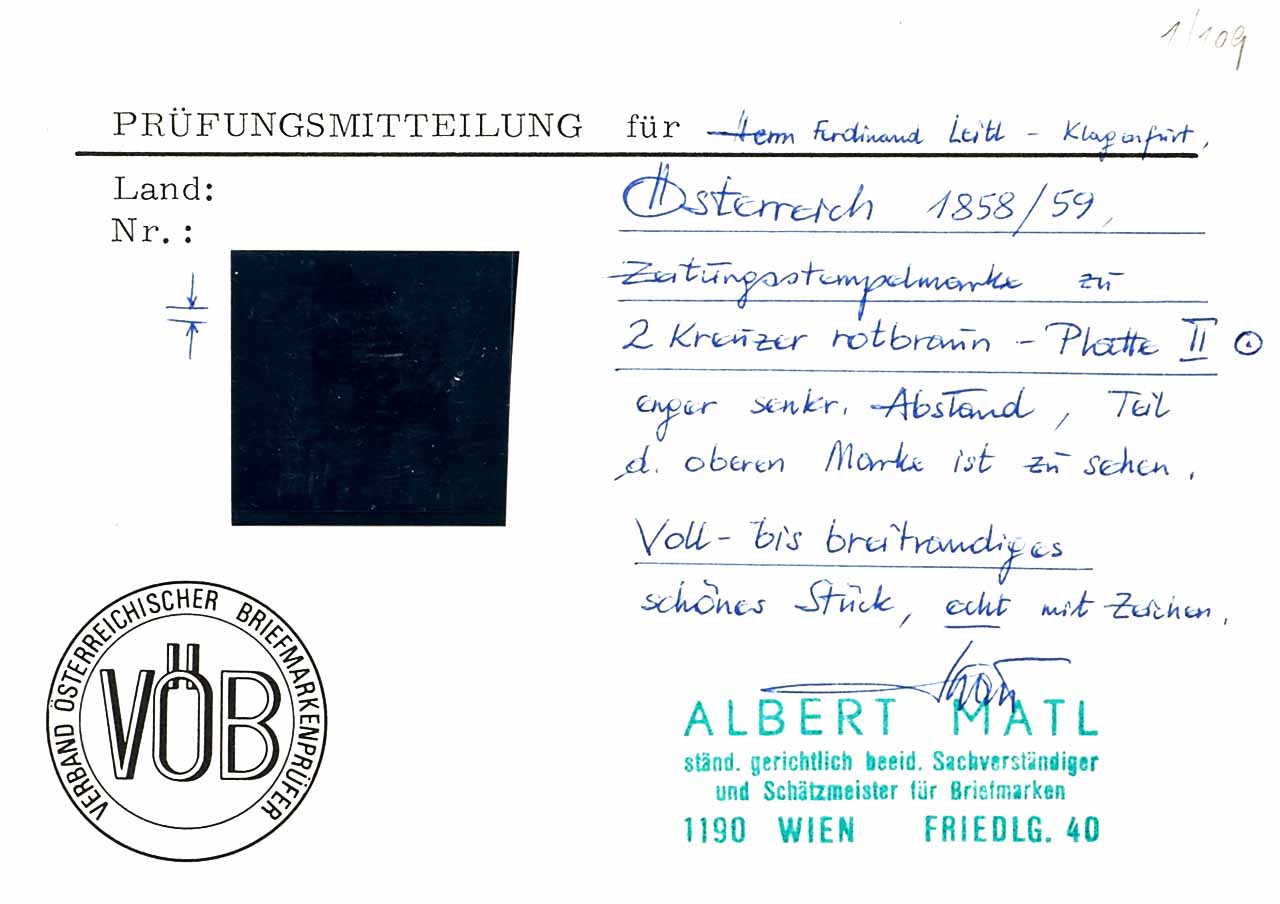 1/109
PRÜFUNGSMITTEILUNG für Herrn Ferdinand Leitl - Klagenfurt,
Land: Österreich 1858/59,
Nr.:
Zeitungsstempelmarke zu
2 Kreuzer rotbraun - Platte II ⊙
enger senkr. Abstand, Teil
d. oberen Marke ist zu sehen.
Voll- bis breitrandiges
schönes Stück, echt mit Zeichen.
VERBAND ÖSTERREICHISCHER BRIEFMARKENPRÜFER
VÖB
ALBERT MATL
ständ. gerichtlich beeid. Sachverständiger
und Schätzmeister für Briefmarken
1190 WIEN FRIEDLG. 40